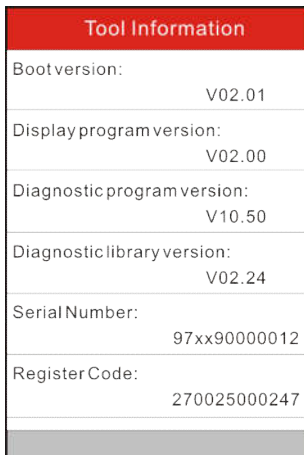 Tool Information
Boot version:
V02.01
Display program version:
V02.00
Diagnostic program version:
V10.50
Diagnostic library version:
V02.24
Serial Number:
97xx90000012
Register Code:
270025000247